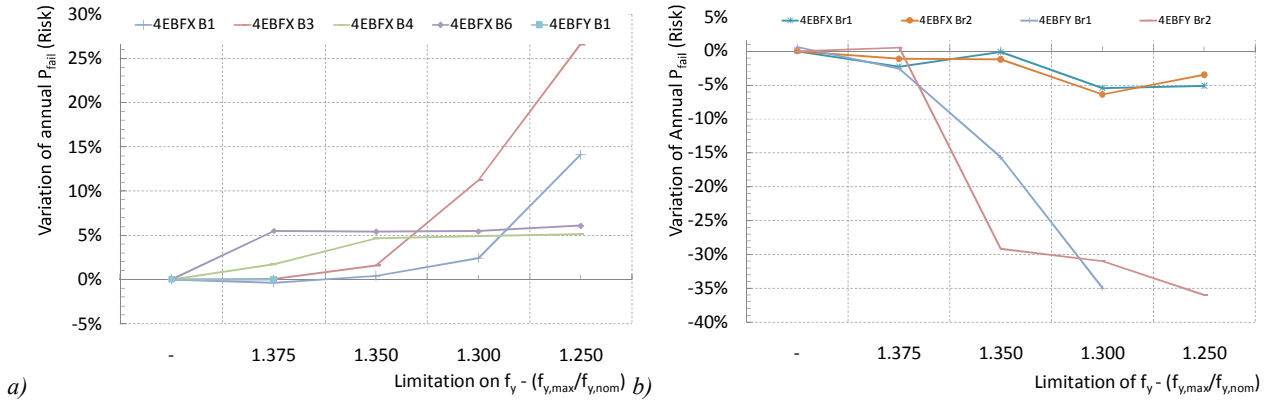 4EBFX B1 4EBFX B3 4EBFX B4 4EBFX B6 4EBFY B1
Variation of annual P_fail (Risk)
30%
25%
20%
15%
10%
5%
0%
-5%
- 1.375 1.350 1.300 1.250
Limitation on f_y - (f_y,max/f_y,nom)
a)
4EBFX Br1 4EBFX Br2 4EBFY Br1 4EBFY Br2
Variation of Annual P_fail (Risk)
5%
0%
-5%
-10%
-15%
-20%
-25%
-30%
-35%
-40%
- 1.375 1.350 1.300 1.250
Limitation of f_y - (f_y,max/f_y,nom)
b)